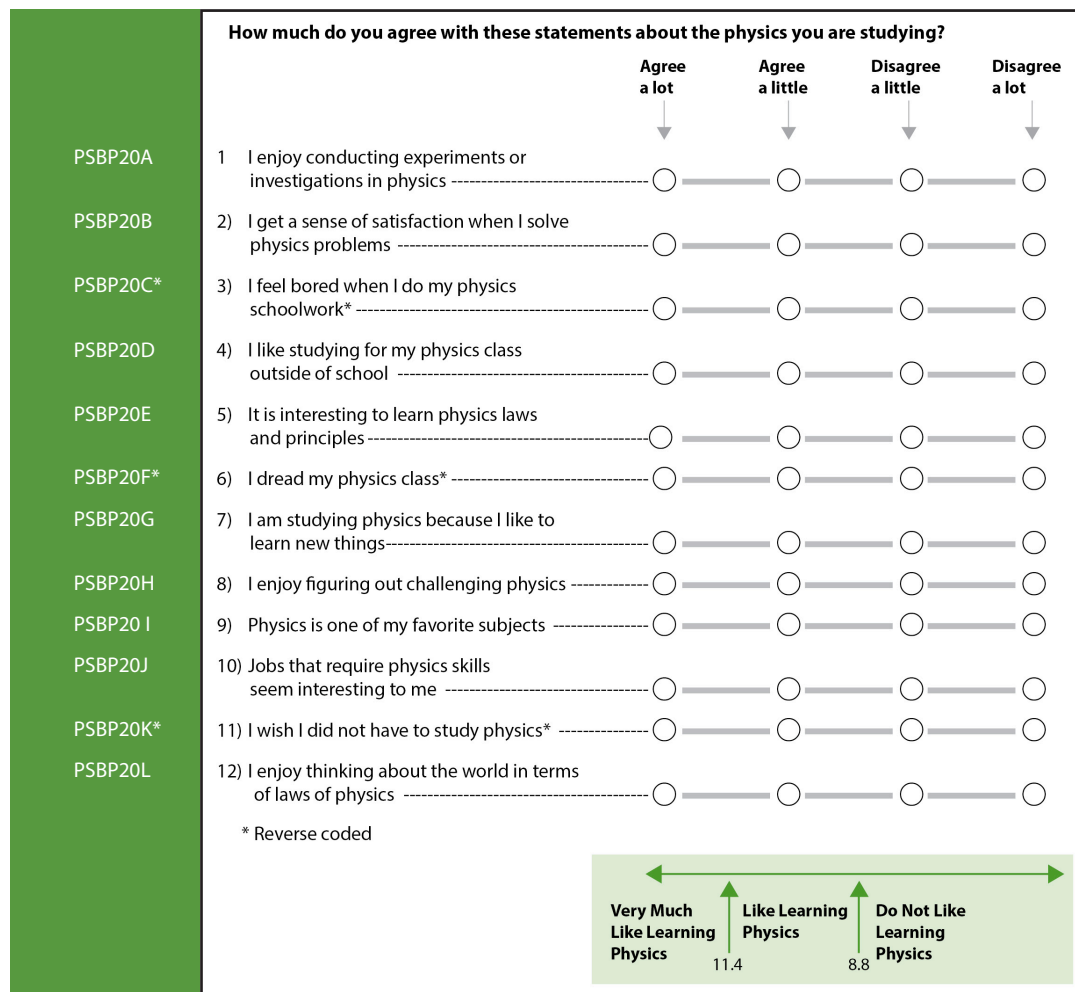 How much do you agree with these statements about the physics you are studying?
Agree a lot
Agree a little
Disagree a little
Disagree a lot
PSBP20A 1 I enjoy conducting experiments or
investigations in physics
PSBP20B 2) I get a sense of satisfaction when I solve
physics problems
PSBP20C* 3) I feel bored when I do my physics
schoolwork*
PSBP20D 4) I like studying for my physics class
outside of school
PSBP20E 5) It is interesting to learn physics laws
and principles
PSBP20F* 6) I dread my physics class*
PSBP20G 7) I am studying physics because I like to
learn new things
PSBP20H 8) I enjoy figuring out challenging physics
PSBP20 I 9) Physics is one of my favorite subjects
PSBP20J 10) Jobs that require physics skills
seem interesting to me
PSBP20K* 11) I wish I did not have to study physics*
PSBP20L 12) I enjoy thinking about the world in terms
of laws of physics
* Reverse coded
Very Much
Like Learning
Physics
11.4
Like Learning
Physics
8.8
Do Not Like
Learning
Physics